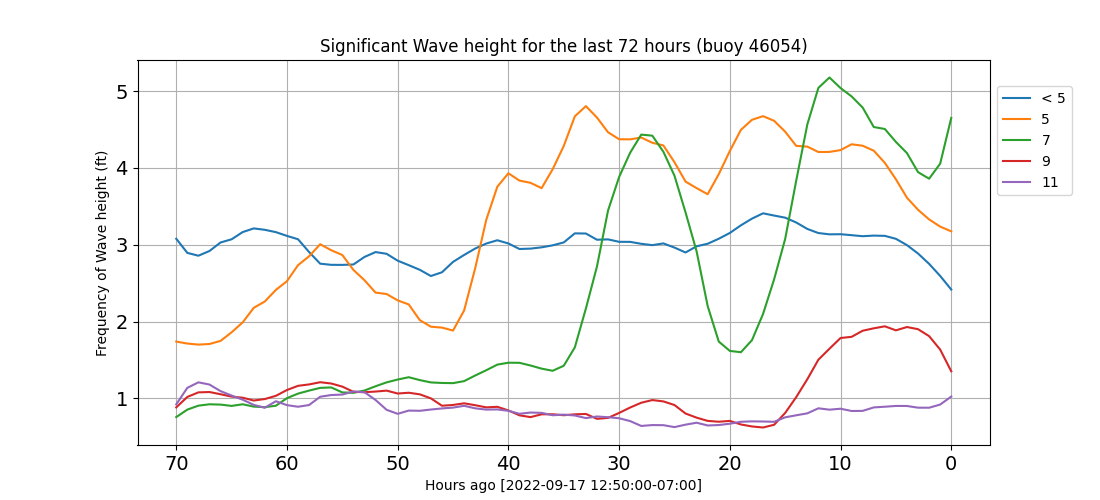 Significant Wave height for the last 72 hours (buoy 46054)
Frequency of Wave height (ft)
5
4
3
2
1
70 60 50 40 30 20 10 0
Hours ago [2022-09-17 12:50:00-07:00]
< 5
5
7
9
11